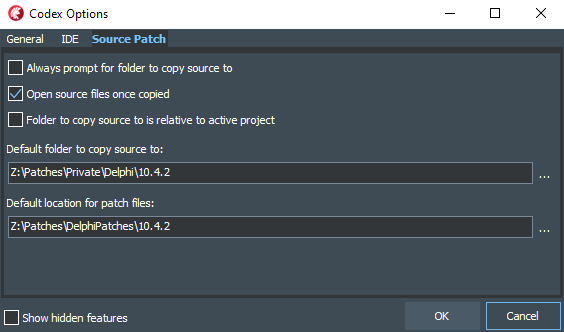 Codex Options
General IDE Source Patch
Always prompt for folder to copy source to
Open source files once copied
Folder to copy source to is relative to active project
Default folder to copy source to:
Z:\Patches\Private\Delphi\10.4.2
...
Default location for patch files:
Z:\Patches\DelphiPatches\10.4.2
...
Show hidden features
OK
Cancel